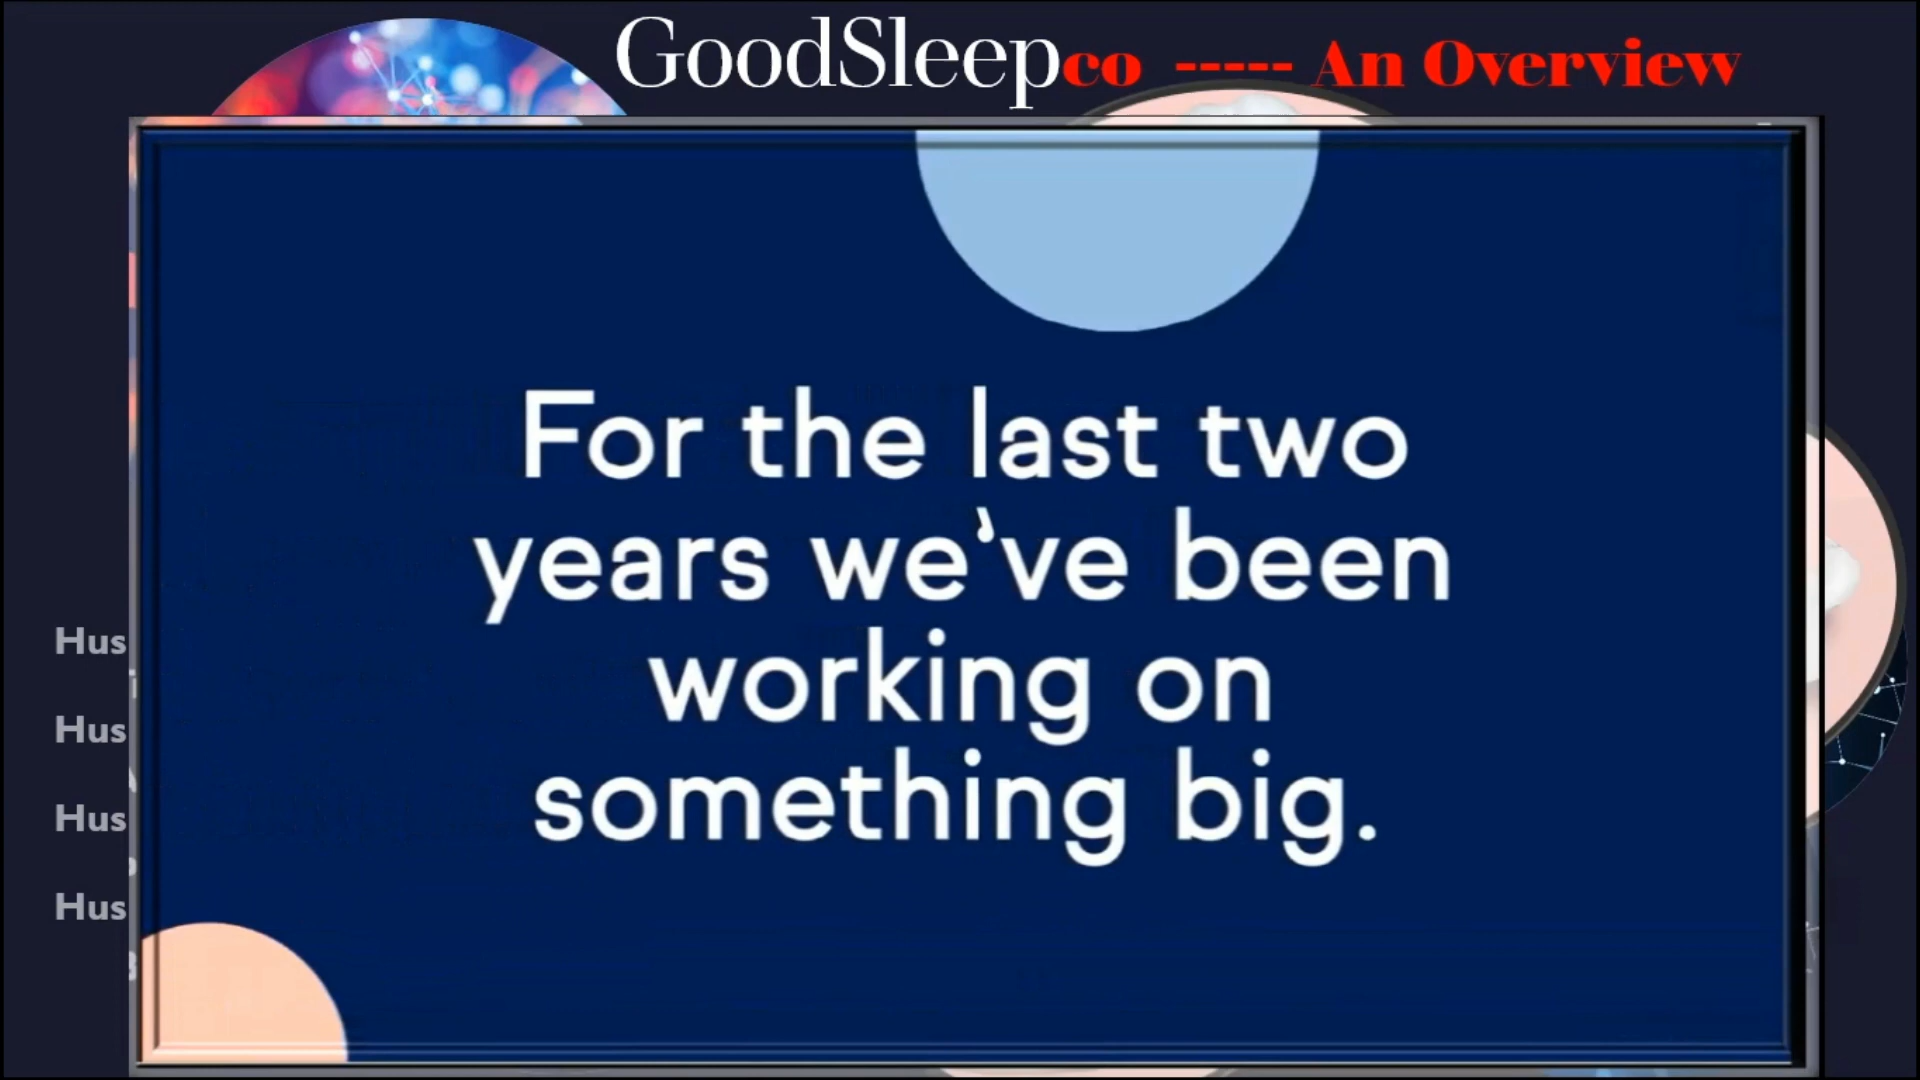 GoodSleepco ----- An Overview
For the last two
years we've been
working on
something big.
Hus
Hus
Hus
Hus